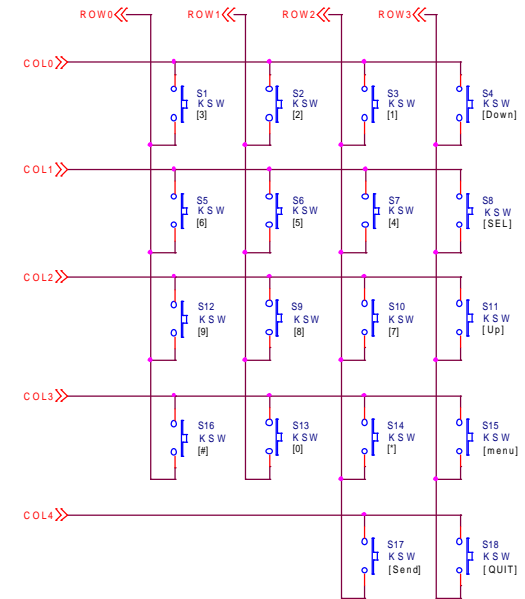 ROW0 ROW1 ROW2 ROW3
COL0
S1 S2 S3 S4
KSW KSW KSW KSW
[3] [2] [1] [Down]
COL1
S5 S6 S7 S8
KSW KSW KSW KSW
[6] [5] [4] [SEL]
COL2
S12 S9 S10 S11
KSW KSW KSW KSW
[9] [8] [7] [Up]
COL3
S16 S13 S14 S15
KSW KSW KSW KSW
[#] [0] [*] [menu]
COL4
S17 S18
KSW KSW
[Send] [QUIT]